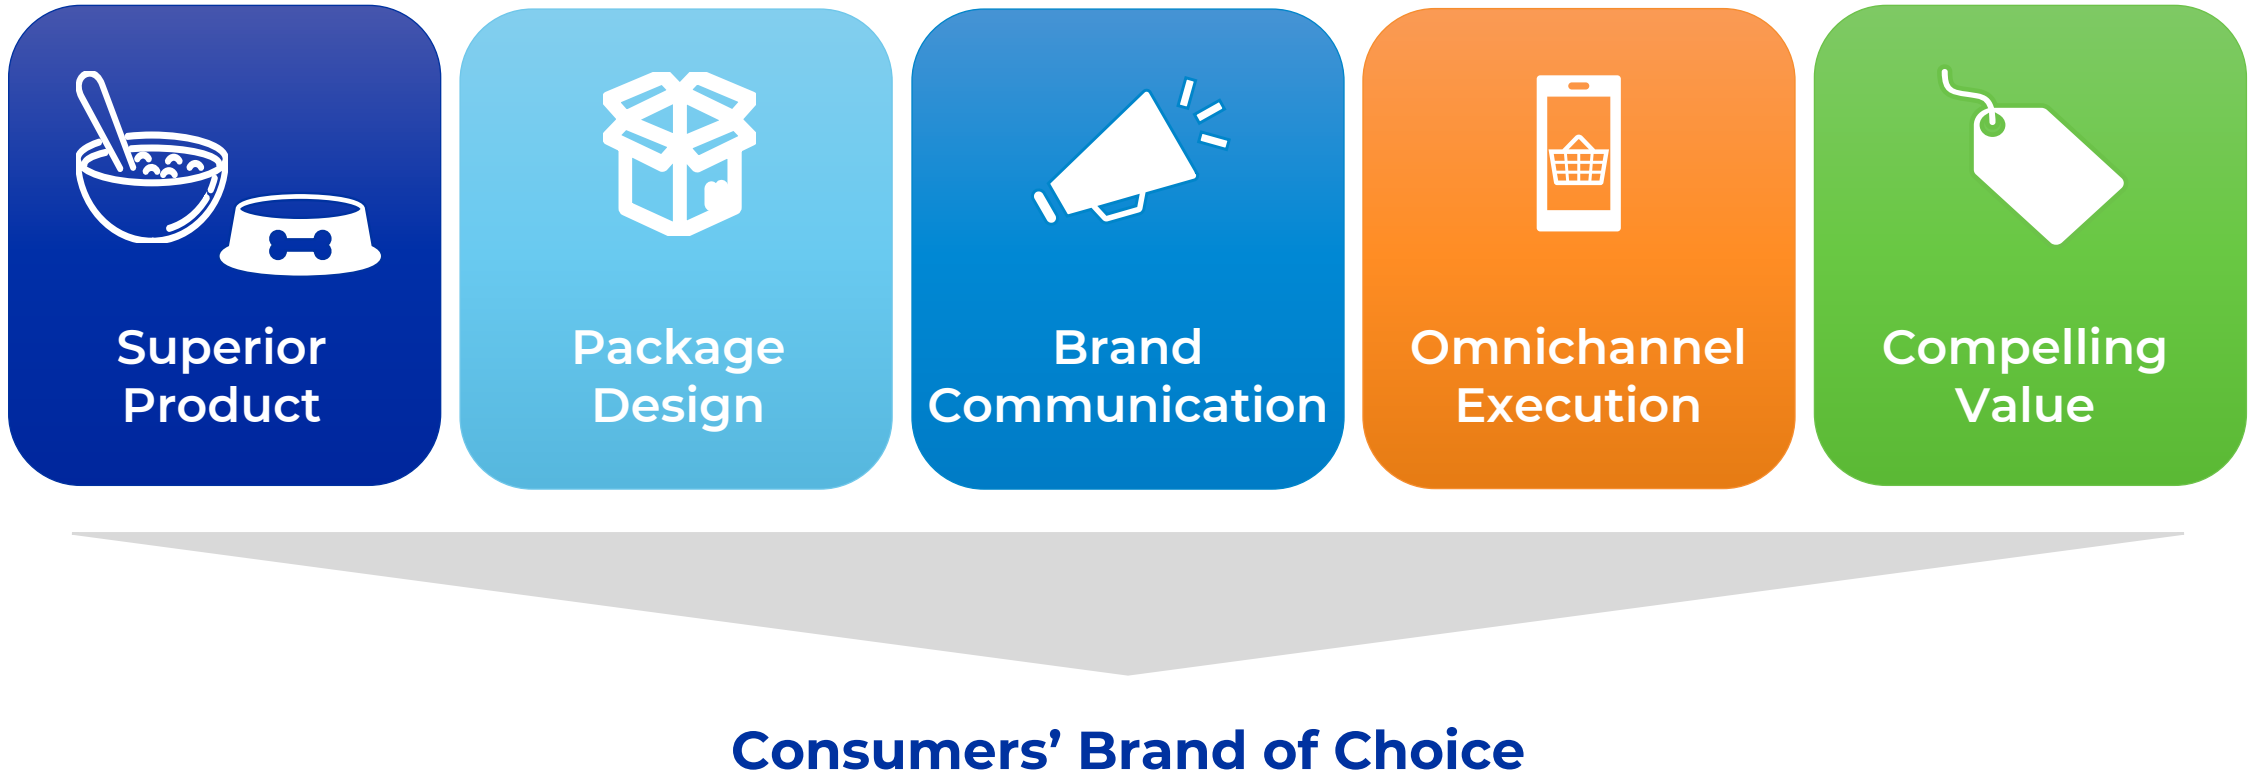 Superior
Product
Package
Design
Brand
Communication
Omnichannel
Execution
Compelling
Value
Consumers’ Brand of Choice